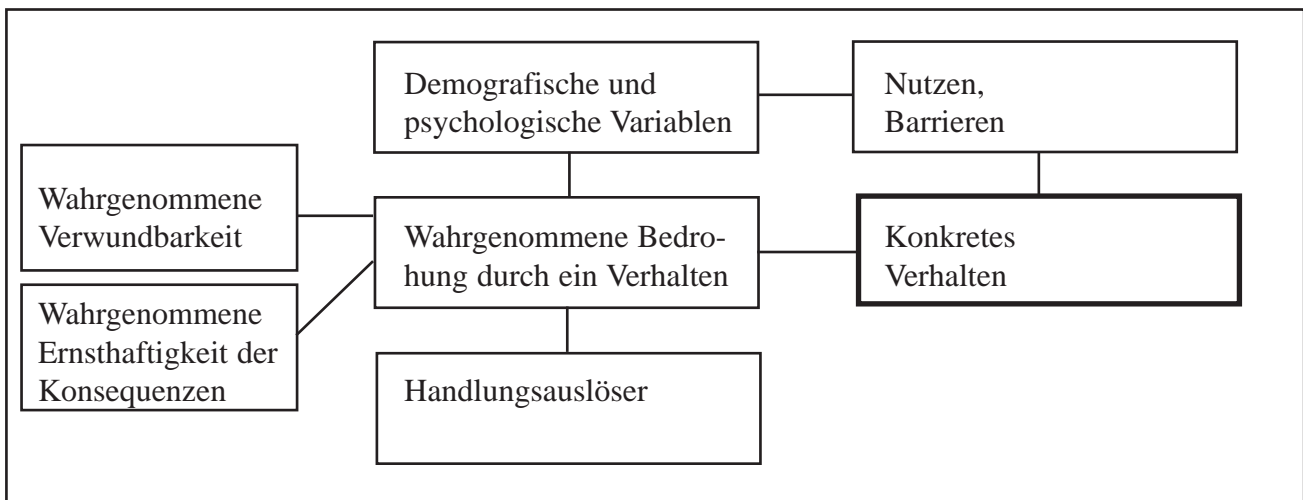 Demografische und
psychologische Variablen
Nutzen,
Barrieren
Wahrgenommene
Verwundbarkeit
Wahrgenommene Bedro-
hung durch ein Verhalten
Konkretes
Verhalten
Wahrgenommene
Ernsthaftigkeit der
Konsequenzen
Handlungsauslöser